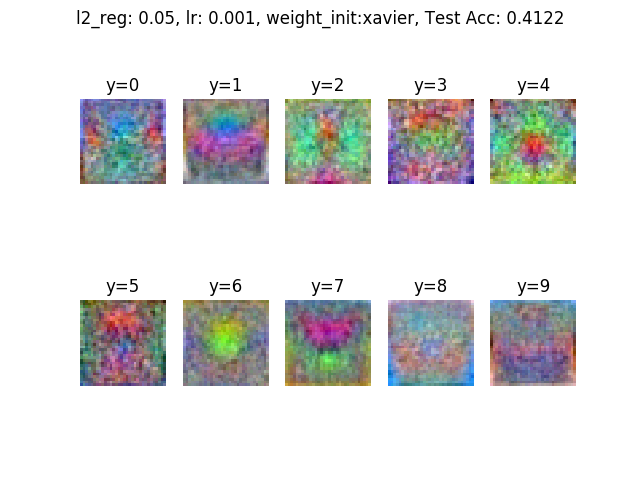 l2_reg: 0.05, lr: 0.001, weight_init:xavier, Test Acc: 0.4122
y=0 y=1 y=2 y=3 y=4
y=5 y=6 y=7 y=8 y=9